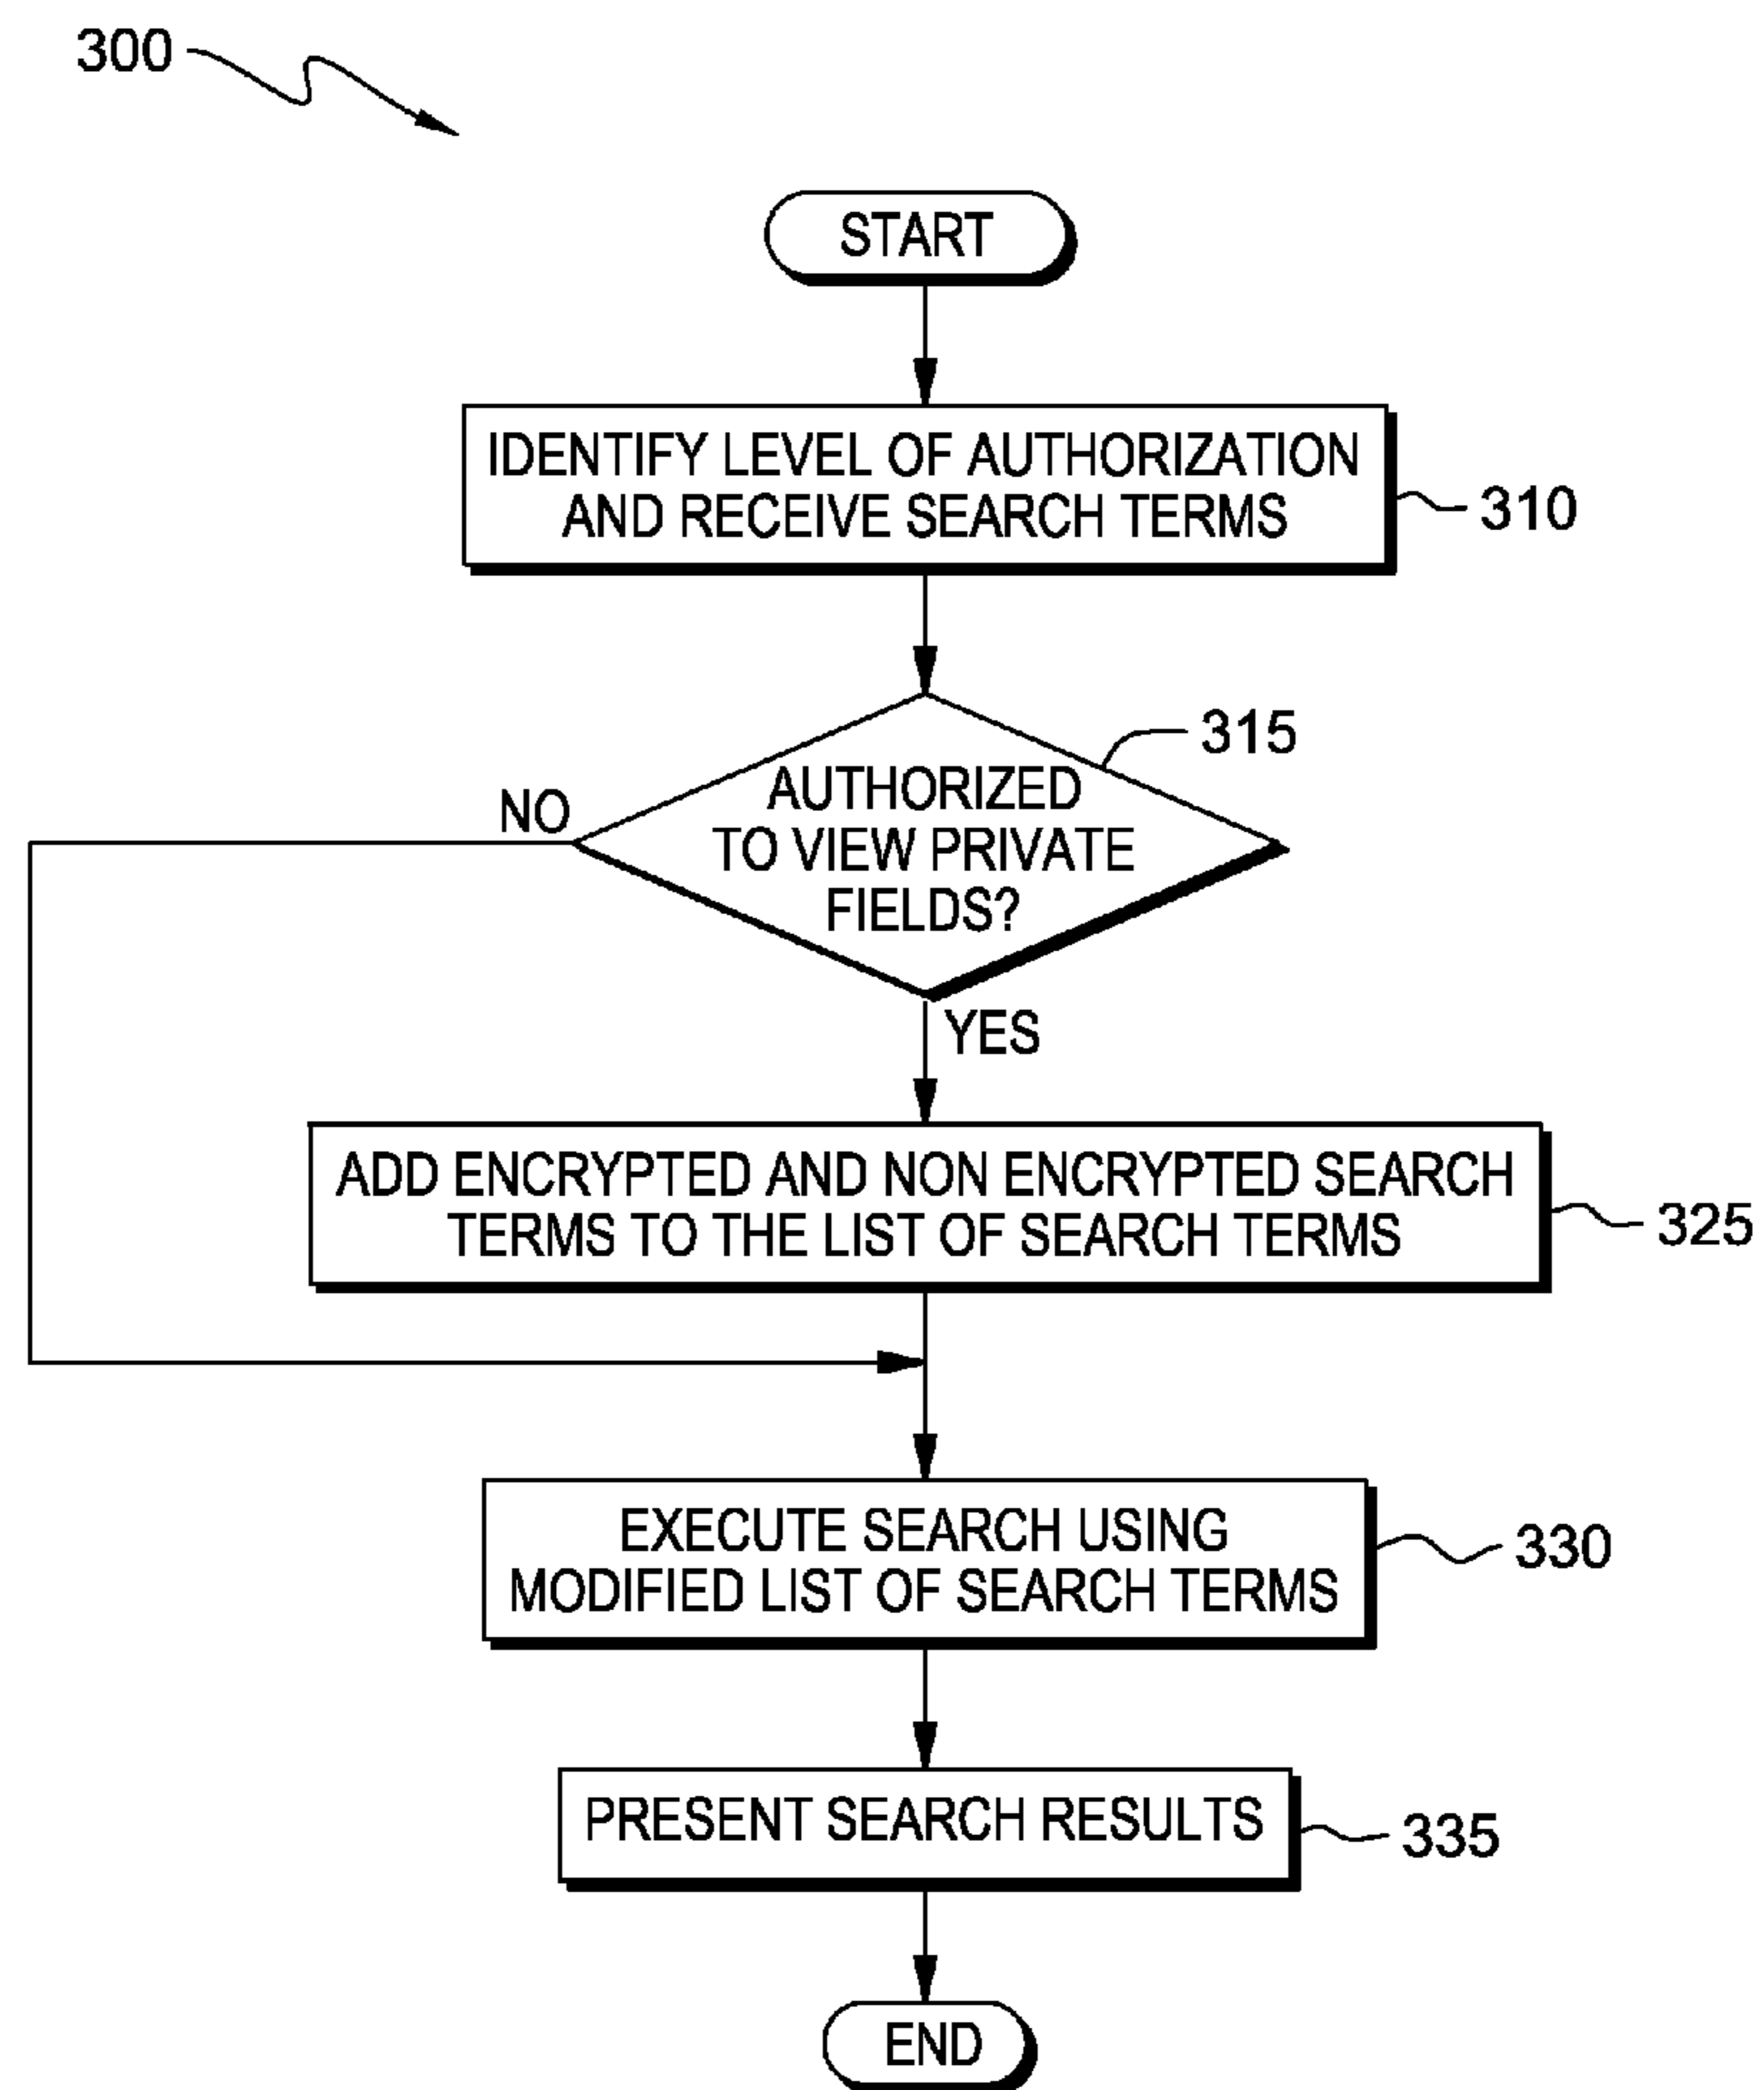 300
START
IDENTIFY LEVEL OF AUTHORIZATION
AND RECEIVE SEARCH TERMS
310
315
AUTHORIZED
TO VIEW PRIVATE
FIELDS?
NO
YES
ADD ENCRYPTED AND NON ENCRYPTED SEARCH
TERMS TO THE LIST OF SEARCH TERMS
325
EXECUTE SEARCH USING
MODIFIED LIST OF SEARCH TERMS
330
PRESENT SEARCH RESULTS
335
END